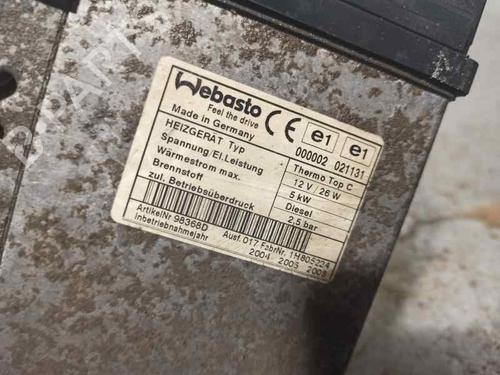 Webasto
Feel the drive
CE e1 e1
Made in Germany 000002 021131
HEIZGERÄT Typ Thermo Top C
Spannung/El.Leistung 12 V / 26 W
Wärmestrom max. 5 kW
Brennstoff Diesel
zul. Betriebsüberdruck 2.5 bar
ArtikelNr 98368D Ausf. 017 FabrNr. 1H805224
Inbetriebnahmejahr 2004 2005 2006